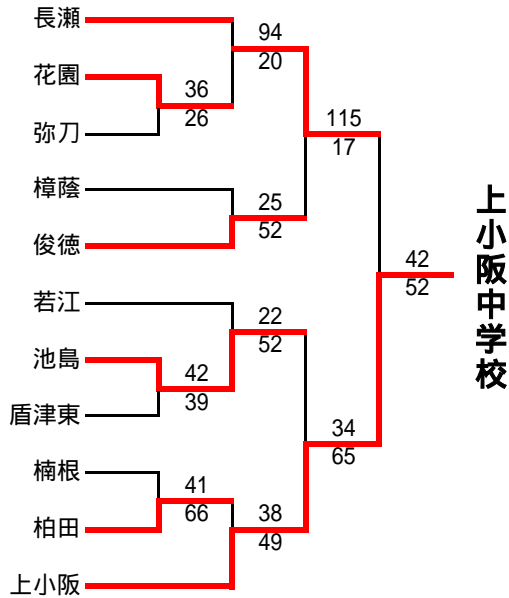 長瀬
花園
弥刀
樟蔭
俊徳
若江
池島
盾津東
楠根
柏田
上小阪
36
26
42
39
41
66
94
20
25
52
22
52
38
49
115
17
34
65
42
52
上小阪中学校